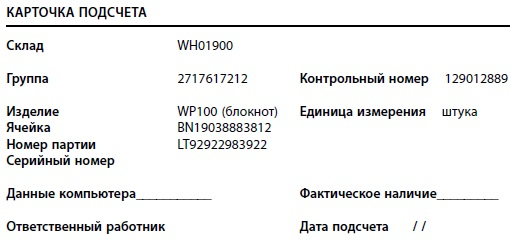 КАРТОЧКА ПОДСЧЕТА
Склад WH01900
Группа 2717617212 Контрольный номер 129012889
Изделие WP100 (блокнот) Единица измерения штука
Ячейка BN19038883812
Номер партии LT92922983922
Серийный номер
Данные компьютера___________ Фактическое наличие_________
Ответственный работник Дата подсчета / /